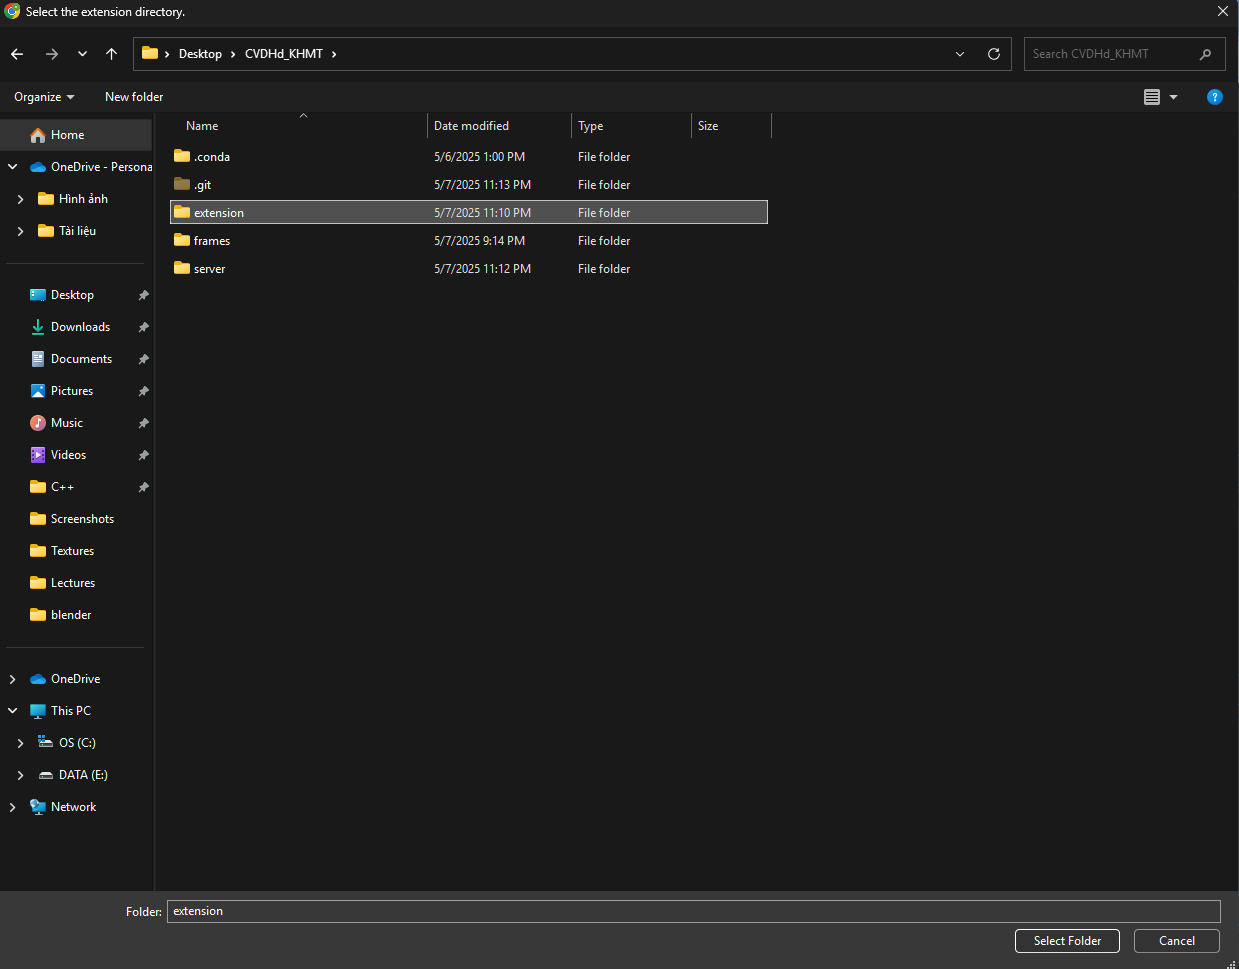 Select the extension directory.
Desktop CVDHd_KHMT
Search CVDHd_KHMT
Organize New folder
?
Name Date modified Type Size
.conda 5/6/2025 1:00 PM File folder
.git 5/7/2025 11:13 PM File folder
extension 5/7/2025 11:10 PM File folder
frames 5/7/2025 9:14 PM File folder
server 5/7/2025 11:12 PM File folder
Home
OneDrive - Persona
Hình ảnh
Tài liệu
Desktop
Downloads
Documents
Pictures
Music
Videos
C++
Screenshots
Textures
Lectures
blender
OneDrive
This PC
OS (C:)
DATA (E:)
Network
Folder: extension
Select Folder Cancel